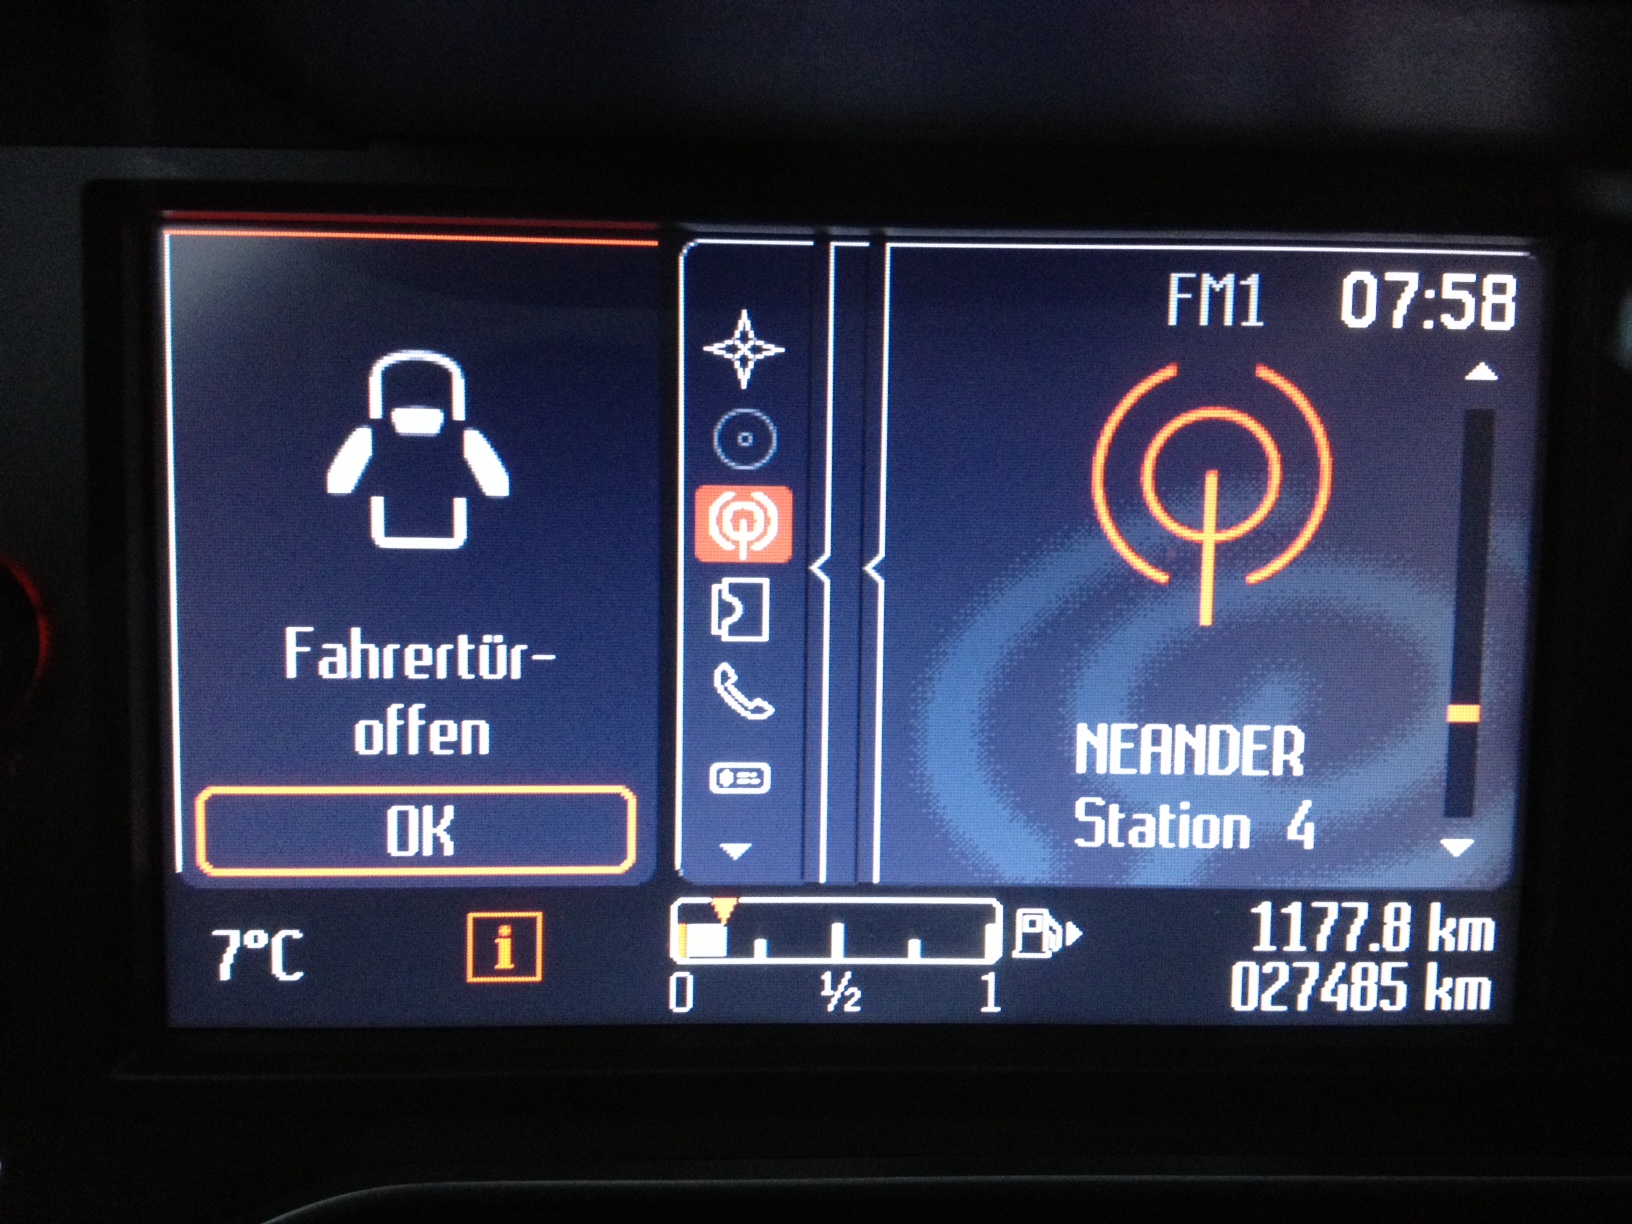 FM1 07:58
Fahrertür-
offen
OK
NEANDER
Station 4
7°C
i
0 ½ 1
1177.8 km
027485 km